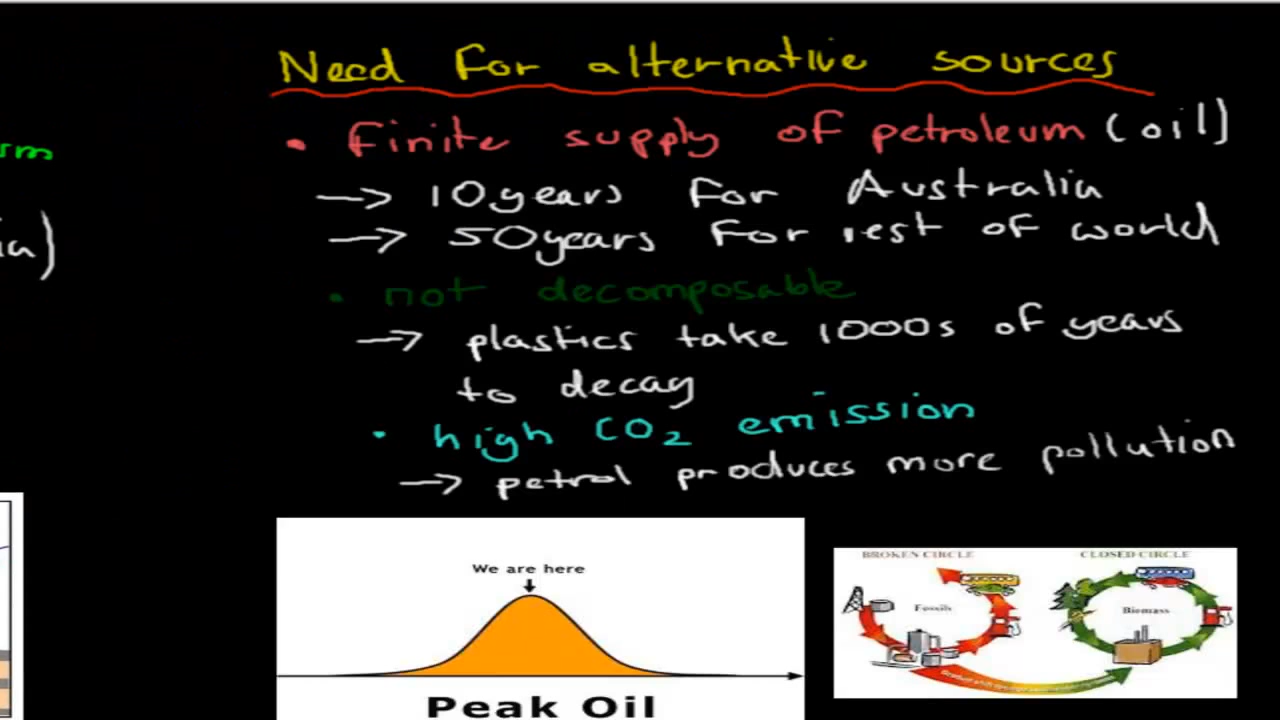 Need for alternative sources
rm
• finite supply of petroleum (oil)
→ 10 years for Australia
ia)
→ 50 years for rest of world
• not decomposable
→ plastics take 1000s of years
to decay
• high CO2 emission
→ petrol produces more pollution
We are here
Peak Oil
BROKEN CIRCLE
CLOSED CIRCLE
Fossils
Biomass